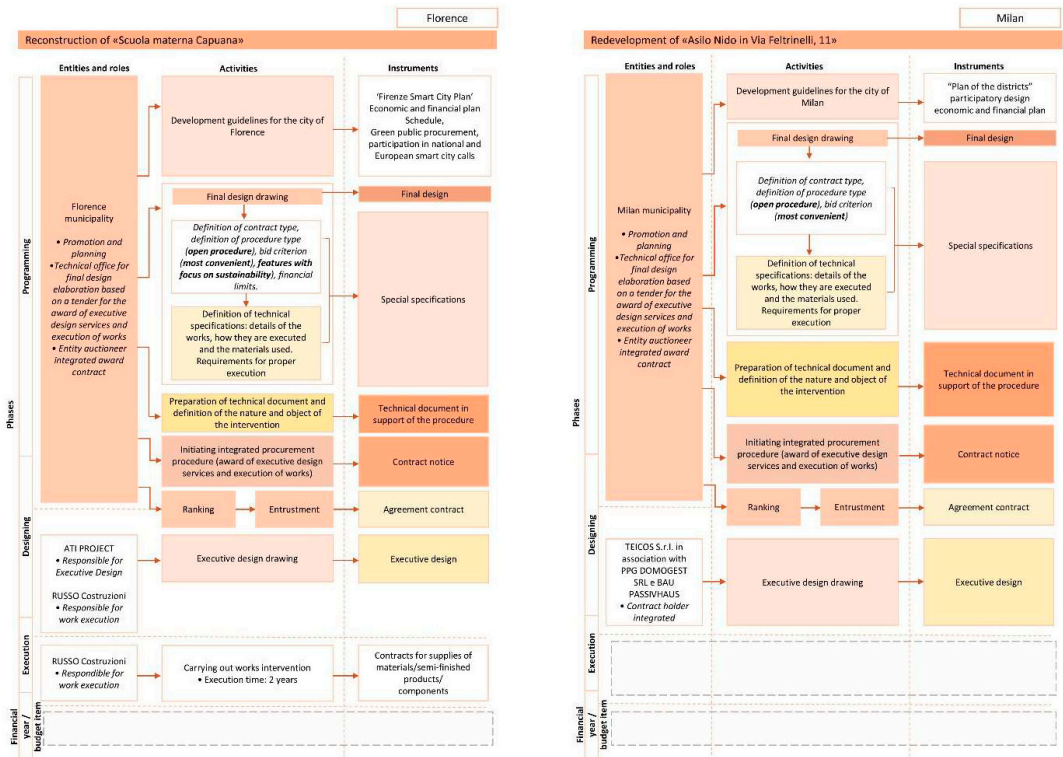 Florence
Reconstruction of «Scuola materna Capuana»
Entities and roles
Activities
Instruments
Phases
Programming
Designing
Execution
Financial
year /
budget item
Florence
municipality
• Promotion and
planning
•Technical office for
final design
elaboration based
on a tender for the
award of executive
design services and
execution of works
• Entity auctioneer
integrated award
contract
Development guidelines for the city of
Florence
'Firenze Smart City Plan'
Economic and financial plan
Schedule,
Green public procurement,
participation in national and
European smart city calls
Final design drawing
Final design
Definition of contract type,
definition of procedure type
(open procedure), bid criterion
(most convenient), features with
focus on sustainability), financial
limits.
Definition of technical
specifications: details of the
works, how they are executed
and the materials used.
Requirements for proper
execution
Special specifications
Preparation of technical document and
definition of the nature and object of
the intervention
Technical document in
support of the procedure
Initiating integrated procurement
procedure (award of executive design
services and execution of works)
Contract notice
Ranking
Entrustment
Agreement contract
ATI PROJECT
• Responsible for
Executive Design
RUSSO Costruzioni
• Responsible for
work execution
Executive design drawing
Executive design
RUSSO Costruzioni
• Respondible for
work execution
Carrying out works intervention
• Execution time: 2 years
Contracts for supplies of
materials/semi-finished
products/
components
Milan
Redevelopment of «Asilo Nido in Via Feltrinelli, 11»
Entities and roles
Activities
Instruments
Phases
Programming
Designing
Execution
Financial
year /
budget item
Milan municipality
• Promotion and
planning
•Technical office for
final design
elaboration based
on a tender for the
award of executive
design services and
execution of works
• Entity auctioneer
integrated award
contract
Development guidelines for the city of
Milan
"Plan of the districts"
participatory design
economic and financial plan
Final design drawing
Final design
Definition of contract type,
definition of procedure type
(open procedure), bid criterion
(most convenient)
Definition of technical
specifications: details of the
works, how they are executed
and the materials used.
Requirements for proper
execution
Special specifications
Preparation of technical document and
definition of the nature and object of
the intervention
Technical document in
support of the procedure
Initiating integrated procurement
procedure (award of executive design
services and execution of works)
Contract notice
Ranking
Entrustment
Agreement contract
TEICOS S.r.l. in
association with
PPG DOMOGEST
SRL e BAU
PASSIVHAUS
• Contract holder
integrated
Executive design drawing
Executive design